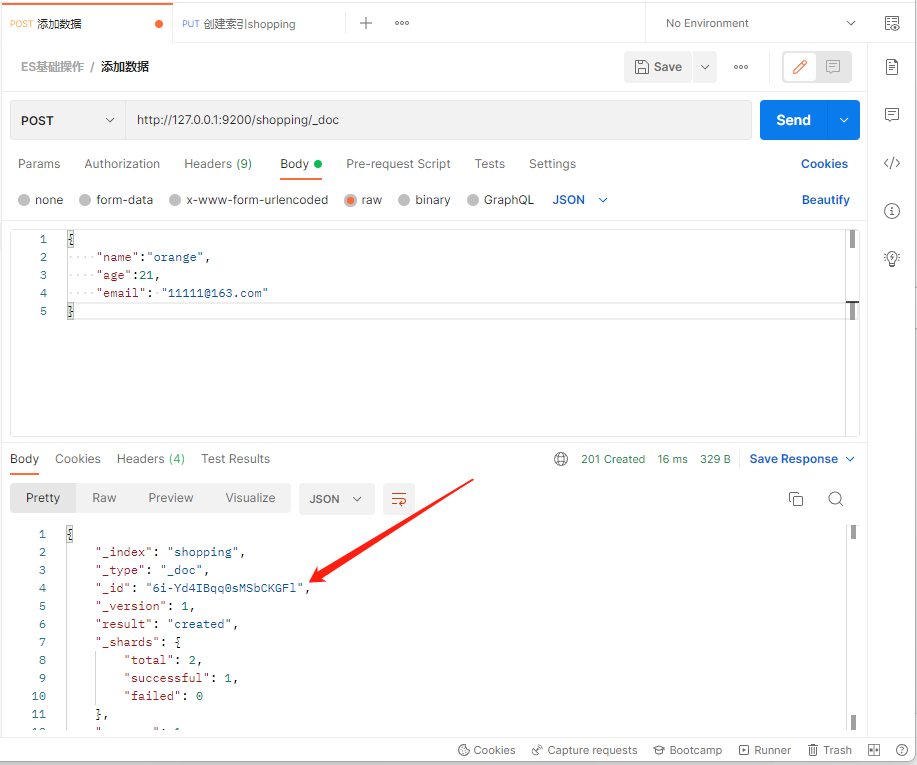 POST 添加数据 PUT 创建索引shopping No Environment
ES基础操作 / 添加数据 Save
POST http://127.0.0.1:9200/shopping/_doc Send
Params Authorization Headers (9) Body Pre-request Script Tests Settings Cookies
none form-data x-www-form-urlencoded raw binary GraphQL JSON Beautify
1 {
2 "name":"orange",
3 "age":21,
4 "email": "11111@163.com"
5 }
Body Cookies Headers (4) Test Results 201 Created 16 ms 329 B Save Response
Pretty Raw Preview Visualize JSON
1 {
2 "_index": "shopping",
3 "_type": "_doc",
4 "_id": "6i-Yd4IBqq0sMSbCKGFl",
5 "_version": 1,
6 "result": "created",
7 "_shards": {
8 "total": 2,
9 "successful": 1,
10 "failed": 0
11 },
Cookies Capture requests Bootcamp Runner Trash